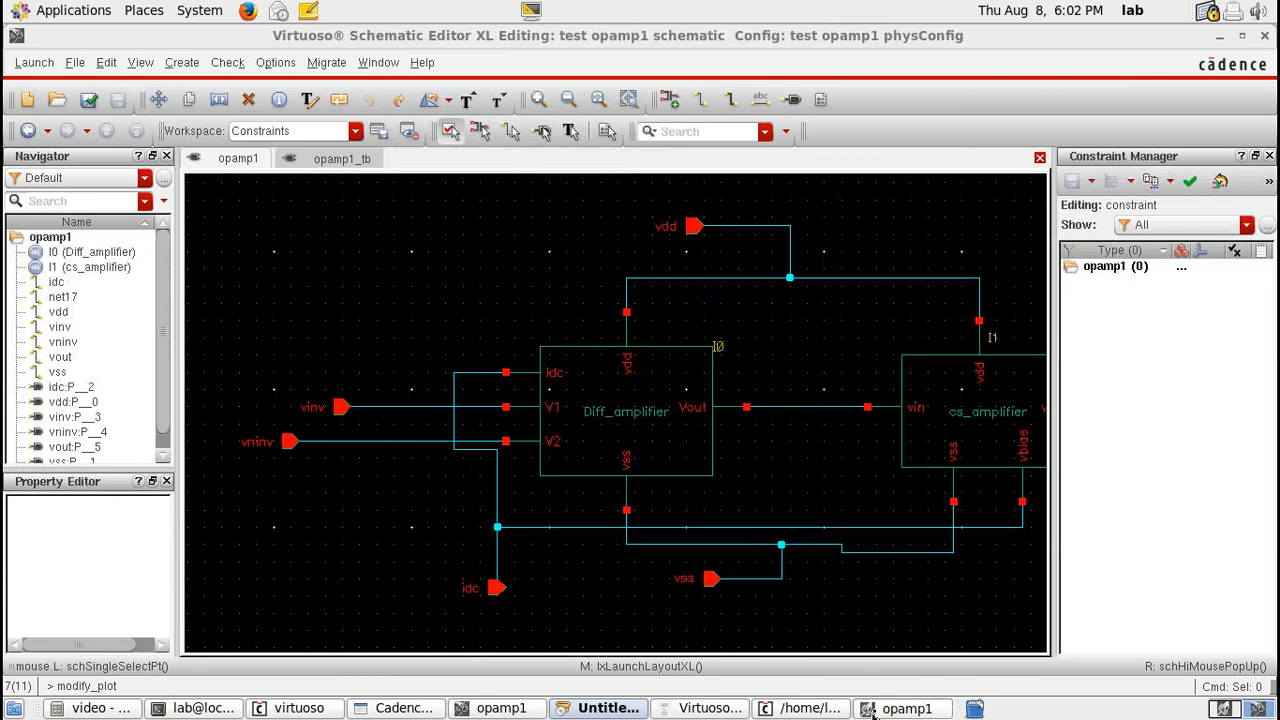 Applications Places System Thu Aug 8, 6:02 PM lab
Virtuoso® Schematic Editor XL Editing: test opamp1 schematic Config: test opamp1 physConfig
Launch File Edit View Create Check Options Migrate Window Help cādence
Workspace: Constraints Search
Navigator
Default
Search
Name
opamp1
I0 (Diff_amplifier)
I1 (cs_amplifier)
idc
net17
vdd
vinv
vninv
vout
vss
idc:P__2
vdd:P__0
vinv:P__3
vninv:P__4
vout:P__5
vss:P__1
Property Editor
opamp1 opamp1_tb
vdd
I0
I1
vdd
vdd
Idc
vinv
V1
Diff_amplifier
Vout
vin
cs_amplifier
vninv
V2
vss
vss
vbias
idc
vss
Constraint Manager
Editing: constraint
Show: All
Type (0)
opamp1 (0) ...
mouse L: schSingleSelectPt() M: lxLaunchLayoutXL() R: schHiMousePopUp()
7(11) > modify_plot Cmd: Sel: 0
video - ... lab@loc... virtuoso Cadenc... opamp1 Untitle... Virtuoso... /home/l... opamp1